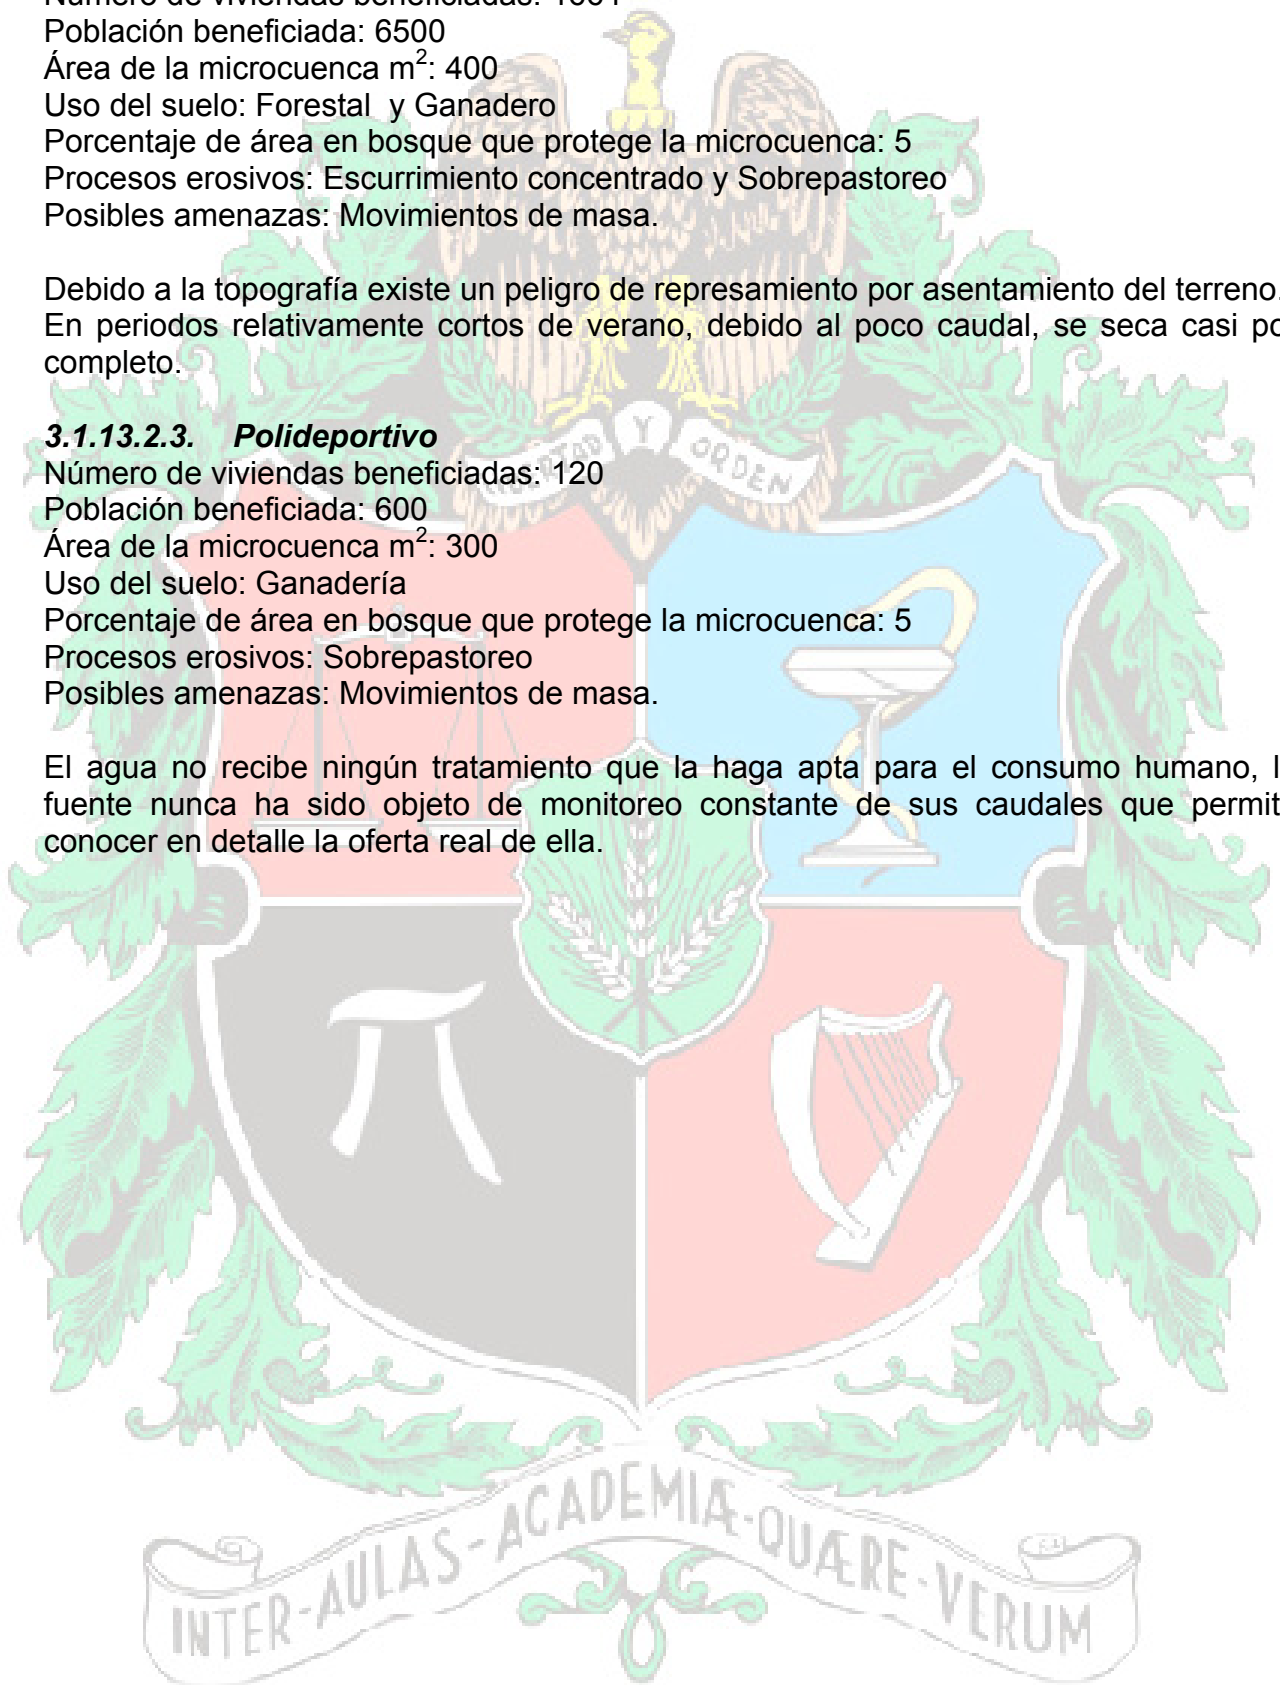 Población beneficiada: 6500
Área de la microcuenca m²: 400
Uso del suelo: Forestal y Ganadero
Porcentaje de área en bosque que protege la microcuenca: 5
Procesos erosivos: Escurrimiento concentrado y Sobrepastoreo
Posibles amenazas: Movimientos de masa.
Debido a la topografía existe un peligro de represamiento por asentamiento del terreno.
En periodos relativamente cortos de verano, debido al poco caudal, se seca casi po
completo.
3.1.13.2.3. Polideportivo
Número de viviendas beneficiadas: 120
Población beneficiada: 600
Área de la microcuenca m²: 300
Uso del suelo: Ganadería
Porcentaje de área en bosque que protege la microcuenca: 5
Procesos erosivos: Sobrepastoreo
Posibles amenazas: Movimientos de masa.
El agua no recibe ningún tratamiento que la haga apta para el consumo humano, l
fuente nunca ha sido objeto de monitoreo constante de sus caudales que permit
conocer en detalle la oferta real de ella.
LIBERTAD Y ORDEN
π
INTER-AULAS-ACADEMIÆ-QUÆRE-VERUM